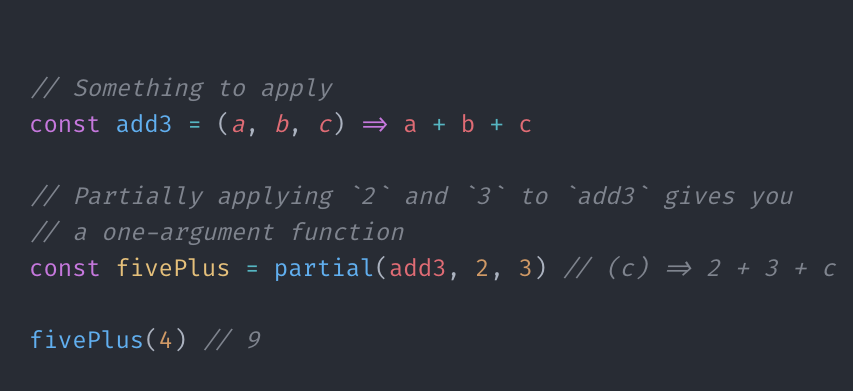 // Something to apply
const add3 = (a, b, c) => a + b + c
// Partially applying `2` and `3` to `add3` gives you
// a one-argument function
const fivePlus = partial(add3, 2, 3) // (c) => 2 + 3 + c
fivePlus(4) // 9